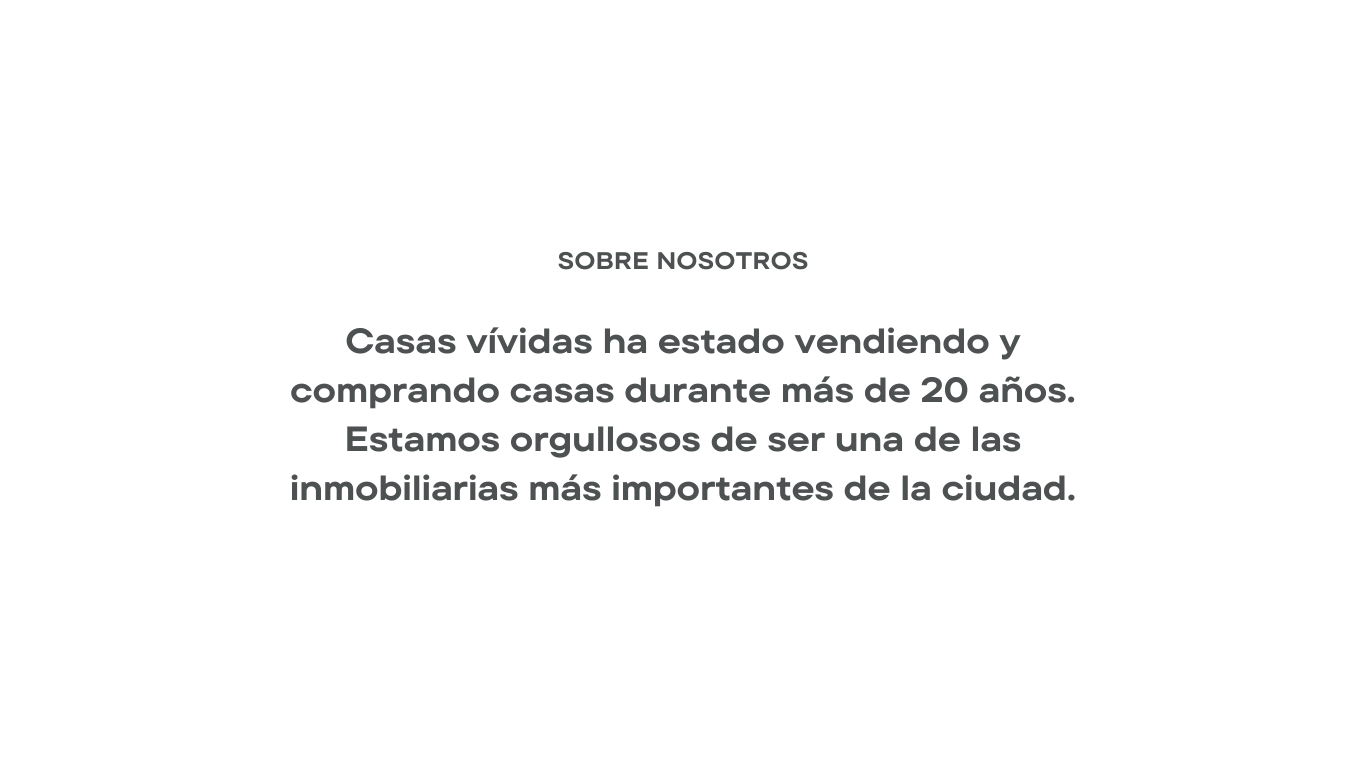 SOBRE NOSOTROS
Casas vívidas ha estado vendiendo y
comprando casas durante más de 20 años.
Estamos orgullosos de ser una de las
inmobiliarias más importantes de la ciudad.